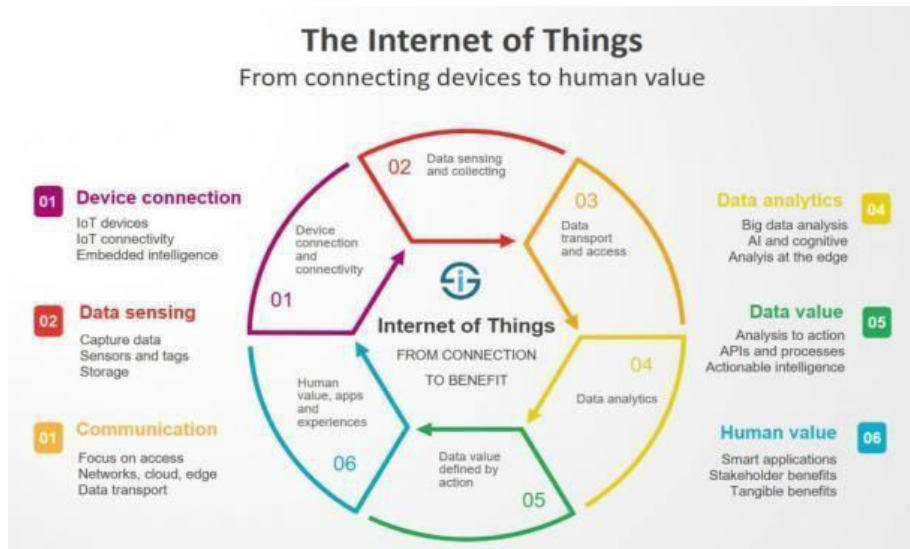 The Internet of Things
From connecting devices to human value
01
Device connection
IoT devices
IoT connectivity
Embedded intelligence
02
Data sensing
Capture data
Sensors and tags
Storage
01
Communication
Focus on access
Networks, cloud, edge
Data transport
Device
connection
and
connectivity
01
02
Data sensing
and collecting
03
Data
transport
and access
04
Data analytics
Data value
defined by
action
05
Human
value, apps
and
experiences
06
Internet of Things
FROM CONNECTION
TO BENEFIT
Data analytics
04
Big data analysis
AI and cognitive
Analyis at the edge
Data value
05
Analysis to action
APIs and processes
Actionable intelligence
Human value
06
Smart applications
Stakeholder benefits
Tangible benefits